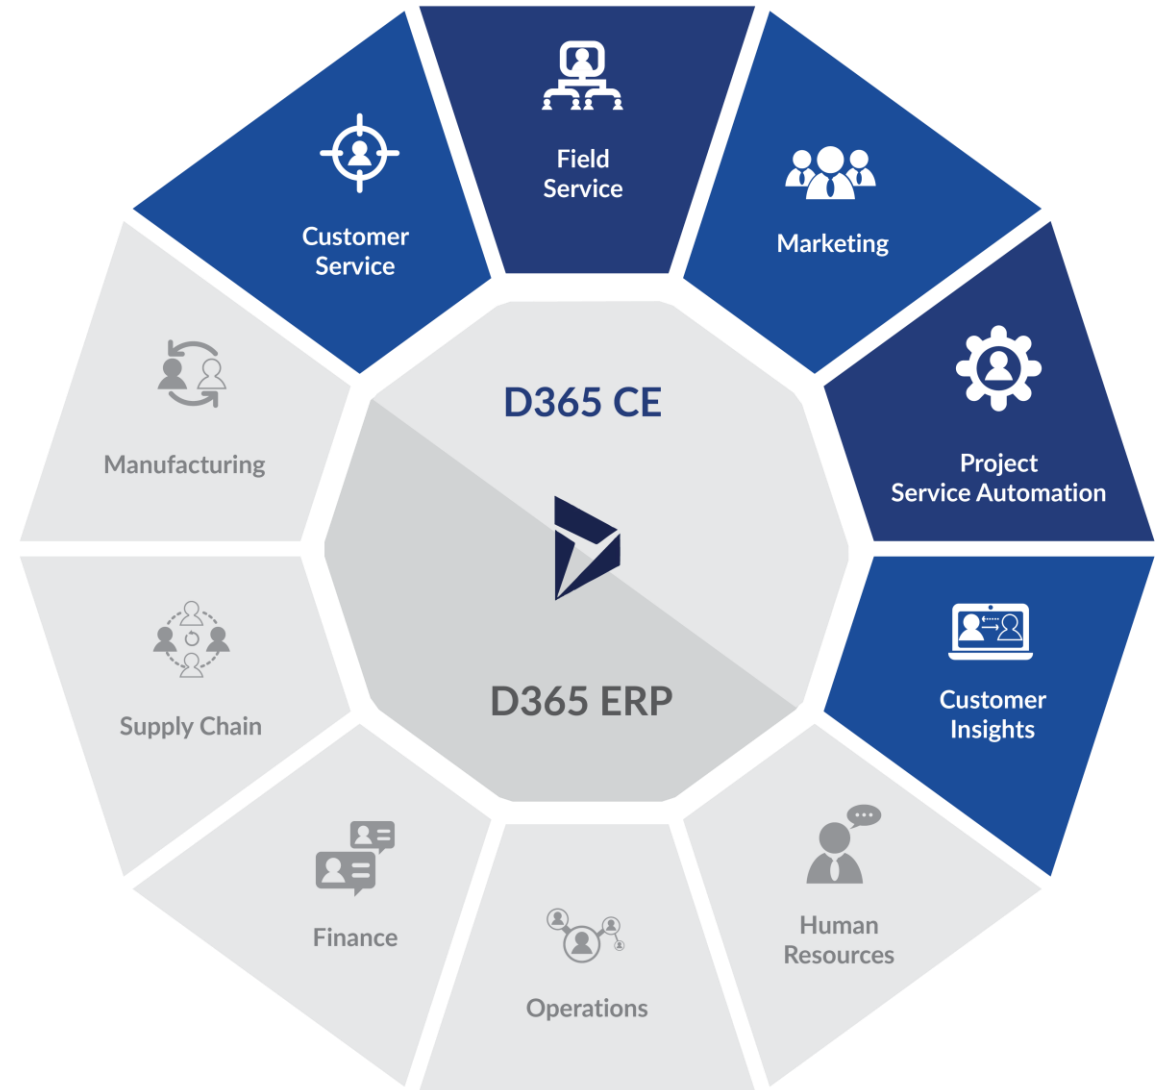 Field
Service
Customer
Service
Marketing
Project
Service Automation
Manufacturing
D365 CE
D365 ERP
Customer
Insights
Supply Chain
Finance
Human
Resources
Operations